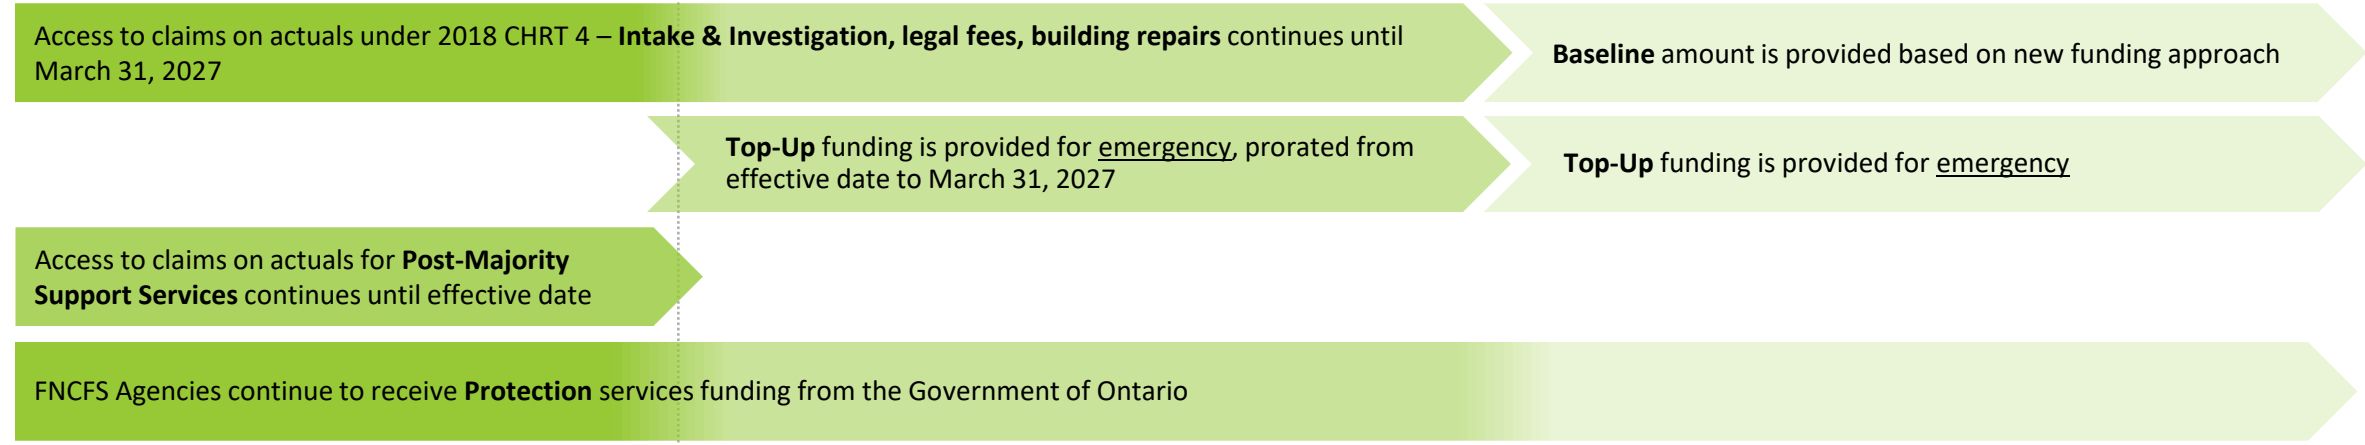 Access to claims on actuals under 2018 CHRT 4 – Intake & Investigation, legal fees, building repairs continues until
March 31, 2027
Baseline amount is provided based on new funding approach
Top-Up funding is provided for emergency, prorated from
effective date to March 31, 2027
Top-Up funding is provided for emergency
Access to claims on actuals for Post-Majority
Support Services continues until effective date
FNCFS Agencies continue to receive Protection services funding from the Government of Ontario